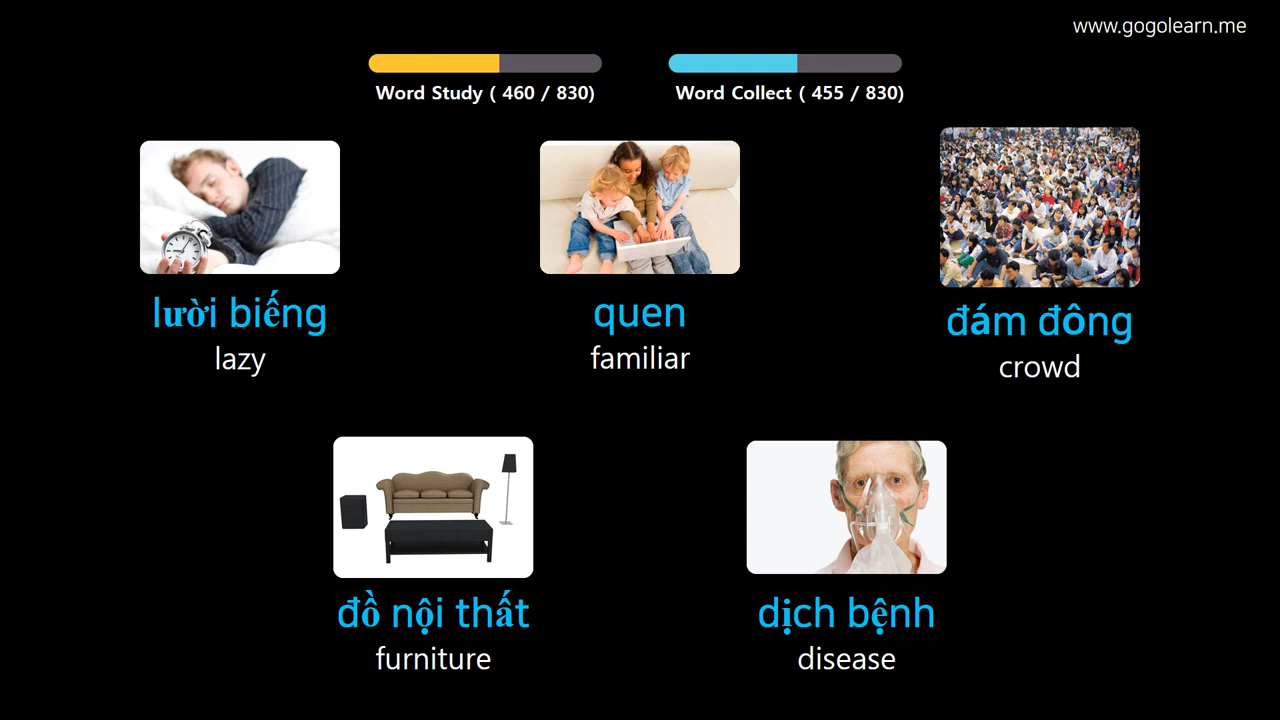 www.gogolearn.me
Word Study ( 460 / 830)
Word Collect ( 455 / 830)
lười biếng
lazy
quen
familiar
đám đông
crowd
đồ nội thất
furniture
dịch bệnh
disease